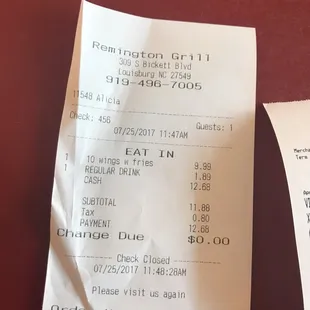 Remington Grill
309 S Bickett Blvd
Louisburg NC 27549
919-496-7005
11548 Alicia
Check: 456 Guests: 1
07/25/2017 11:47AM
EAT IN
1 10 wings w fries 9.99
1 REGULAR DRINK 1.89
CASH 12.68
SUBTOTAL 11.88
Tax 0.80
PAYMENT 12.68
Change Due $0.00
Check Closed
07/25/2017 11:48:28AM
Please visit us again
Merchan
Term